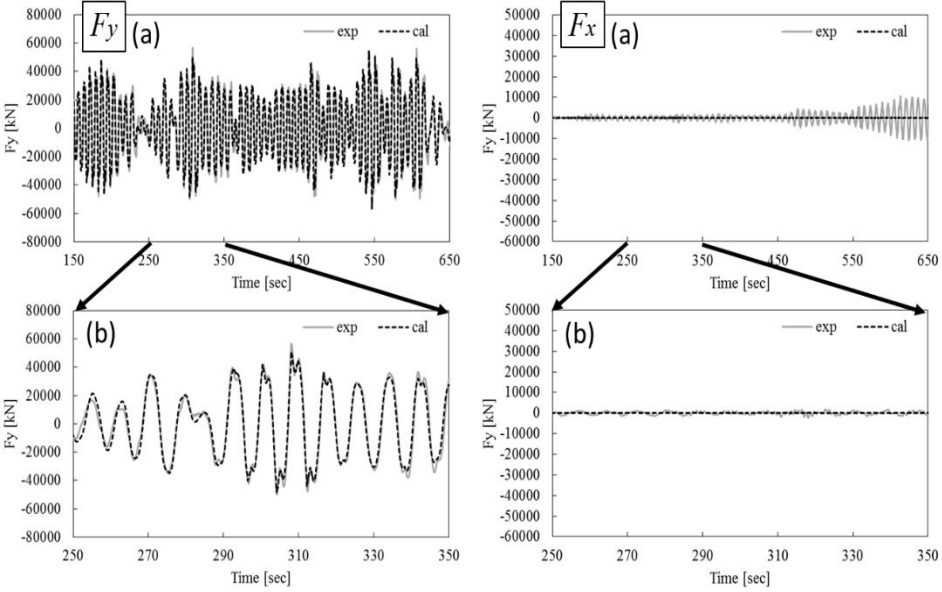 Fy (a)
exp cal
Fy [kN]
80000
60000
40000
20000
0
-20000
-40000
-60000
-80000
150 250 350 450 550 650
Time [sec]
Fx (a)
exp cal
Fy [kN]
50000
40000
30000
20000
10000
0
-10000
-20000
-30000
-40000
-50000
-60000
150 250 350 450 550 650
Time [sec]
(b)
exp cal
Fy [kN]
80000
60000
40000
20000
0
-20000
-40000
-60000
-80000
250 270 290 310 330 350
Time [sec]
(b)
exp cal
Fy [kN]
50000
40000
30000
20000
10000
0
-10000
-20000
-30000
-40000
-50000
-60000
250 270 290 310 330 350
Time [sec]